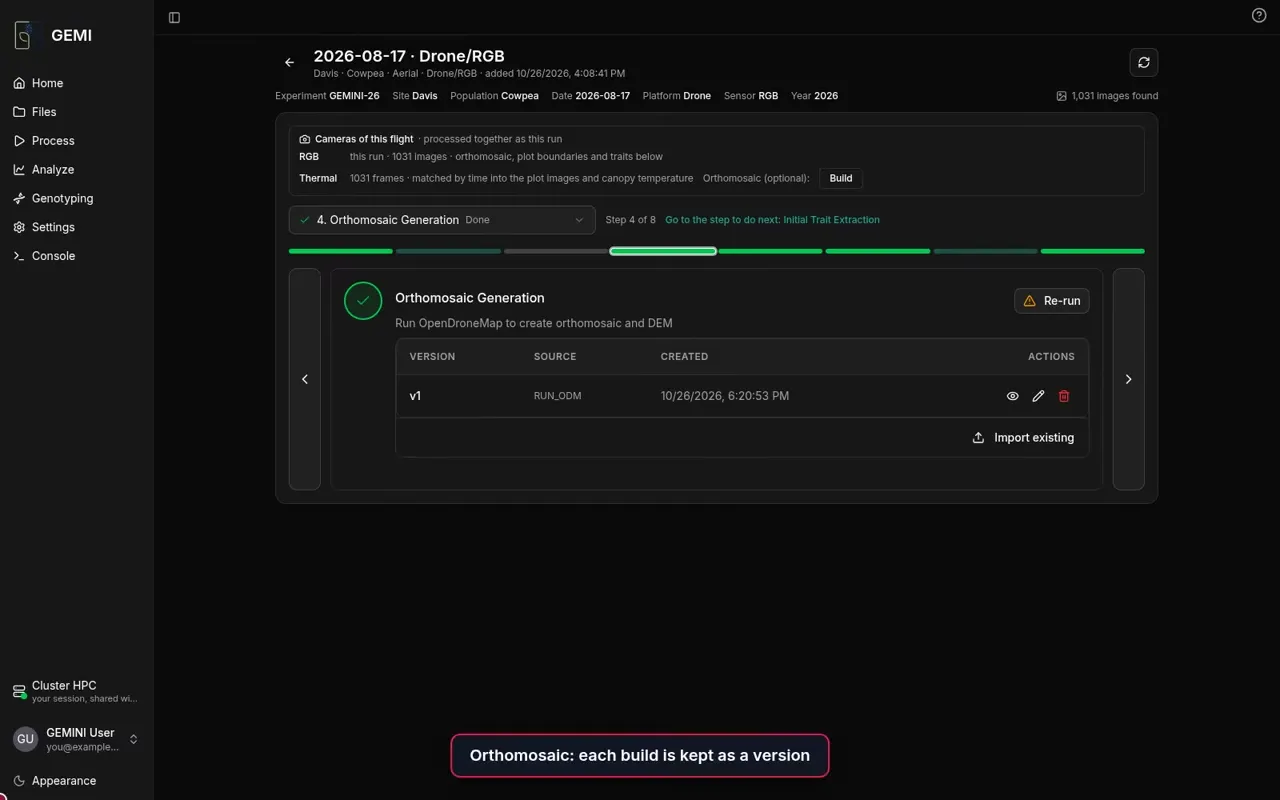 GEMI
Home
Files
Process
Analyze
Genotyping
Settings
Console
2026-08-17 · Drone/RGB
Davis · Cowpea · Aerial · Drone/RGB · added 10/26/2026, 4:08:41 PM
Experiment GEMINI-26 Site Davis Population Cowpea Date 2026-08-17 Platform Drone Sensor RGB Year 2026
1,031 images found
Cameras of this flight · processed together as this run
RGB this run · 1031 images · orthomosaic, plot boundaries and traits below
Thermal 1031 frames · matched by time into the plot images and canopy temperature Orthomosaic (optional): Build
4. Orthomosaic Generation Done
Step 4 of 8 Go to the step to do next: Initial Trait Extraction
Orthomosaic Generation
Re-run
Run OpenDroneMap to create orthomosaic and DEM
VERSION SOURCE CREATED ACTIONS
v1 RUN_ODM 10/26/2026, 6:20:53 PM
Import existing
Cluster HPC
your session, shared wi...
GU
GEMINI User
you@example...
Appearance
Orthomosaic: each build is kept as a version